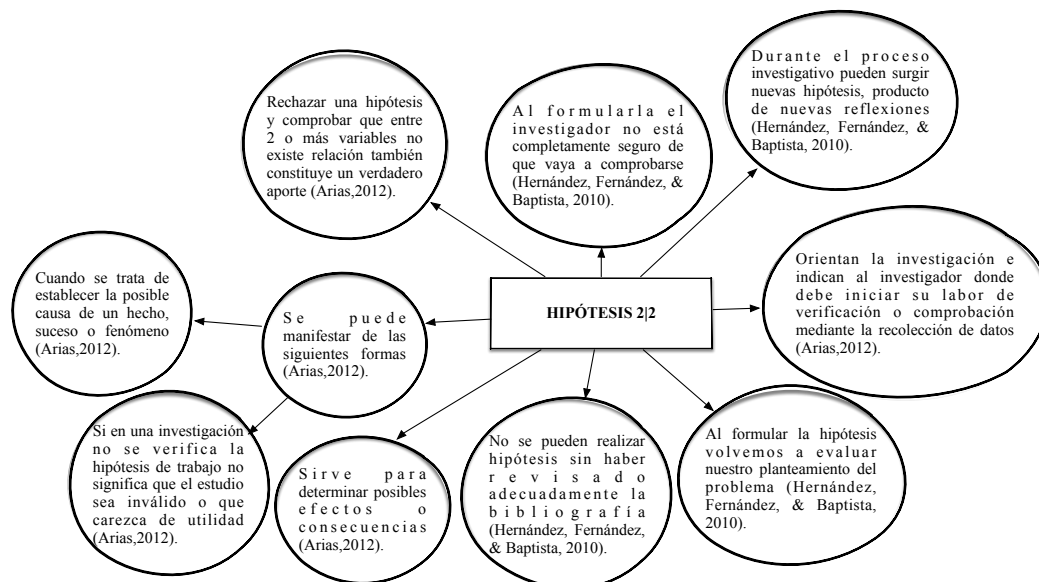 Rechazar una hipótesis
y comprobar que entre
2 o más variables no
existe relación también
constituye un verdadero
aporte (Arias,2012).
Al formularla el
investigador no está
completamente seguro de
que vaya a comprobarse
(Hernández, Fernández, &
Baptista, 2010).
Durante el proceso
investigativo pueden surgir
nuevas hipótesis, producto
de nuevas reflexiones
(Hernández, Fernández, &
Baptista, 2010).
Cuando se trata de
establecer la posible
causa de un hecho,
suceso o fenómeno
(Arias,2012).
Se puede
manifestar de las
siguientes formas
(Arias,2012).
HIPÓTESIS 2|2
Orientan la investigación e
indican al investigador donde
debe iniciar su labor de
verificación o comprobación
mediante la recolección de datos
(Arias,2012).
Si en una investigación
no se verifica la
hipótesis de trabajo no
significa que el estudio
sea inválido o que
carezca de utilidad
(Arias,2012).
Sirve para
determinar posibles
efectos o
consecuencias
(Arias,2012).
No se pueden realizar
hipótesis sin haber
revisado
adecuadamente la
bibliografía
(Hernández, Fernández,
& Baptista, 2010).
Al formular la hipótesis
volvemos a evaluar
nuestro planteamiento del
problema (Hernández,
Fernández, & Baptista,
2010).